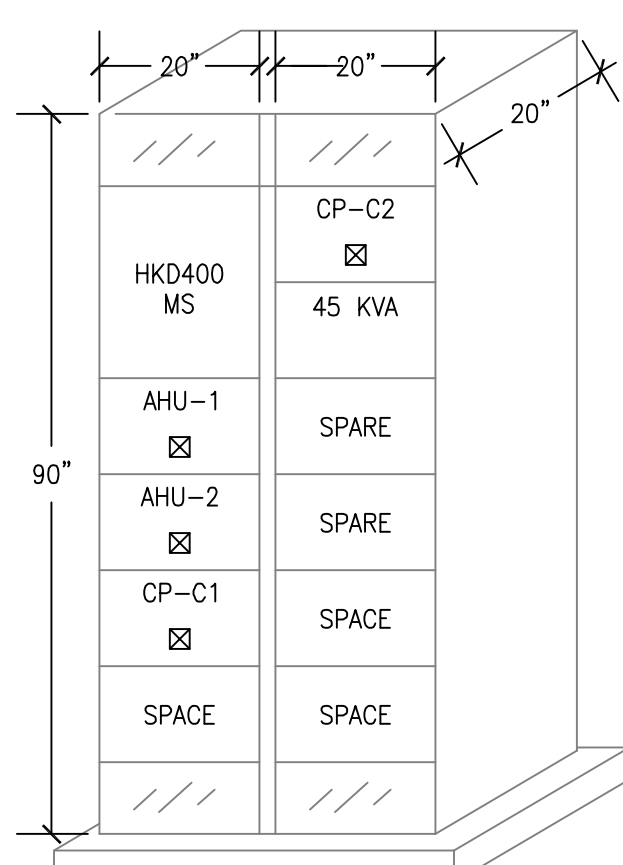 20”
20”
20”
CP-C2
HKD400
MS
45 KVA
AHU-1
SPARE
90”
AHU-2
SPARE
CP-C1
SPACE
SPACE
SPACE